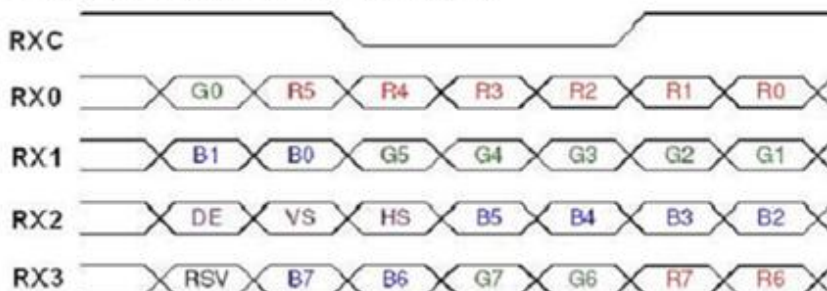 RXC
RX0 G0 R5 R4 R3 R2 R1 R0
RX1 B1 B0 G5 G4 G3 G2 G1
RX2 DE VS HS B5 B4 B3 B2
RX3 RSV B7 B6 G7 G6 R7 R6